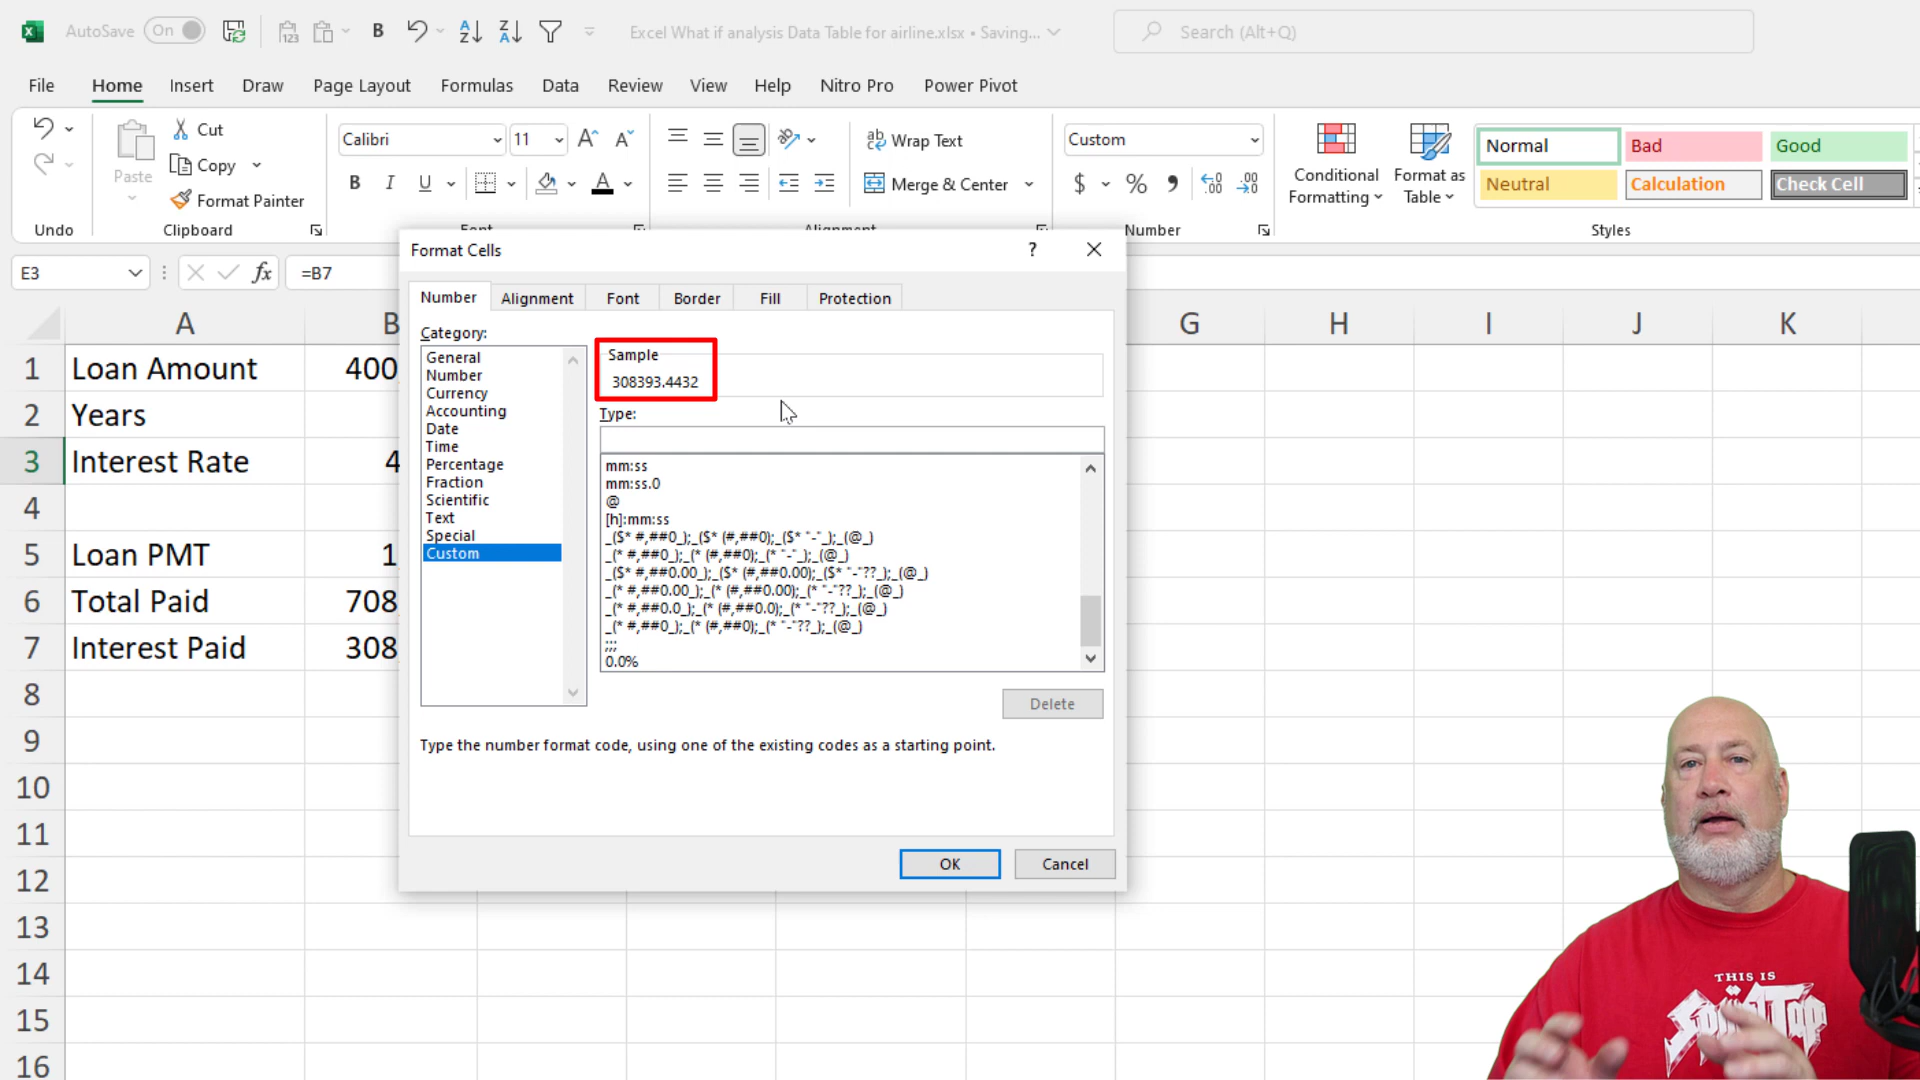 AutoSave On B Excel What if analysis Data Table for airline.xlsx • Saving... Search (Alt+Q)
File Home Insert Draw Page Layout Formulas Data Review View Help Nitro Pro Power Pivot
Cut
Copy
Format Painter
Paste
Undo
Clipboard
Calibri 11
B I U
Wrap Text
Merge & Center
Custom
$ % ,
Number
Conditional Formatting
Format as Table
Normal Bad Good
Neutral Calculation Check Cell
Styles
E3 fx =B7
A B G H I J K
1 Loan Amount 400,
2 Years
3 Interest Rate 4
4
5 Loan PMT 1
6 Total Paid 708,
7 Interest Paid 308,
8
9
10
11
12
13
14
15
16
Format Cells ?
Number Alignment Font Border Fill Protection
Category:
General
Number
Currency
Accounting
Date
Time
Percentage
Fraction
Scientific
Text
Special
Custom
Sample
308393.4432
Type:
mm:ss
mm:ss.0
@
[h]:mm:ss
_($* #,##0_);_($* (#,##0);_($* "-"_);_(@_)
_(* #,##0_);_(* (#,##0);_(* "-"_);_(@_)
_($* #,##0.00_);_($* (#,##0.00);_($* "-"??_);_(@_)
_(* #,##0.00_);_(* (#,##0.00);_(* "-"??_);_(@_)
_(* #,##0.0_);_(* (#,##0.0);_(* "-"??_);_(@_)
_(* #,##0_);_(* (#,##0);_(* "-"??_);_(@_)
;;;
0.0%
Delete
Type the number format code, using one of the existing codes as a starting point.
OK Cancel
THIS IS
Spın̈al Tap